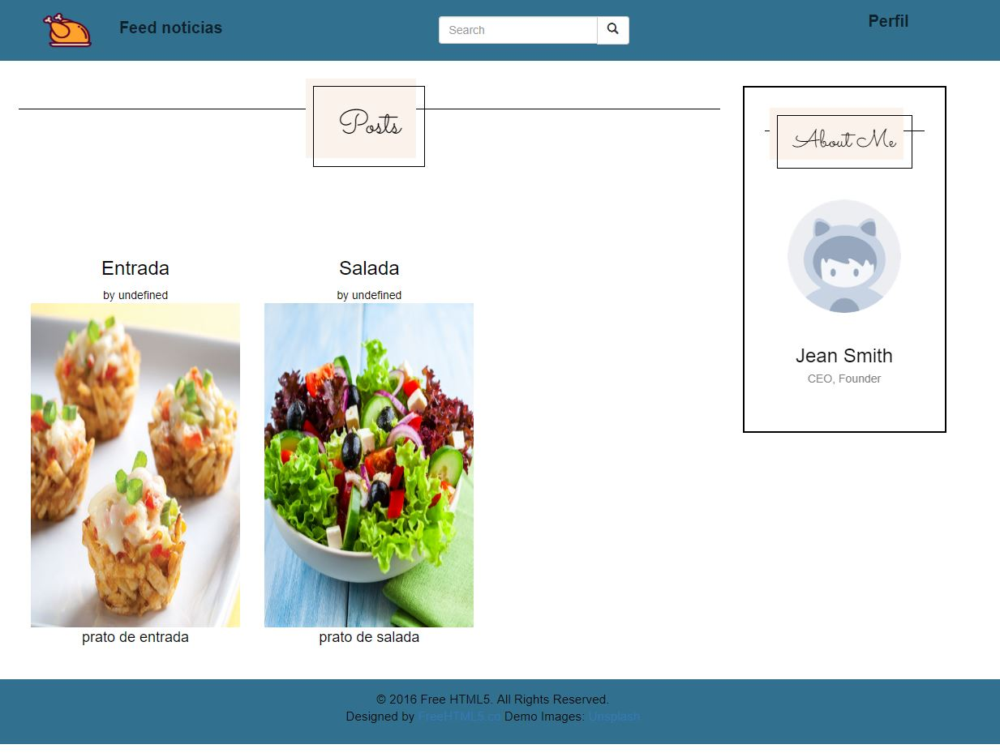 Feed noticias
Search
Perfil
Posts
About Me
Entrada
by undefined
prato de entrada
Salada
by undefined
prato de salada
Jean Smith
CEO, Founder
© 2016 Free HTML5. All Rights Reserved.
Designed by FreeHTML5.co Demo Images: Unsplash